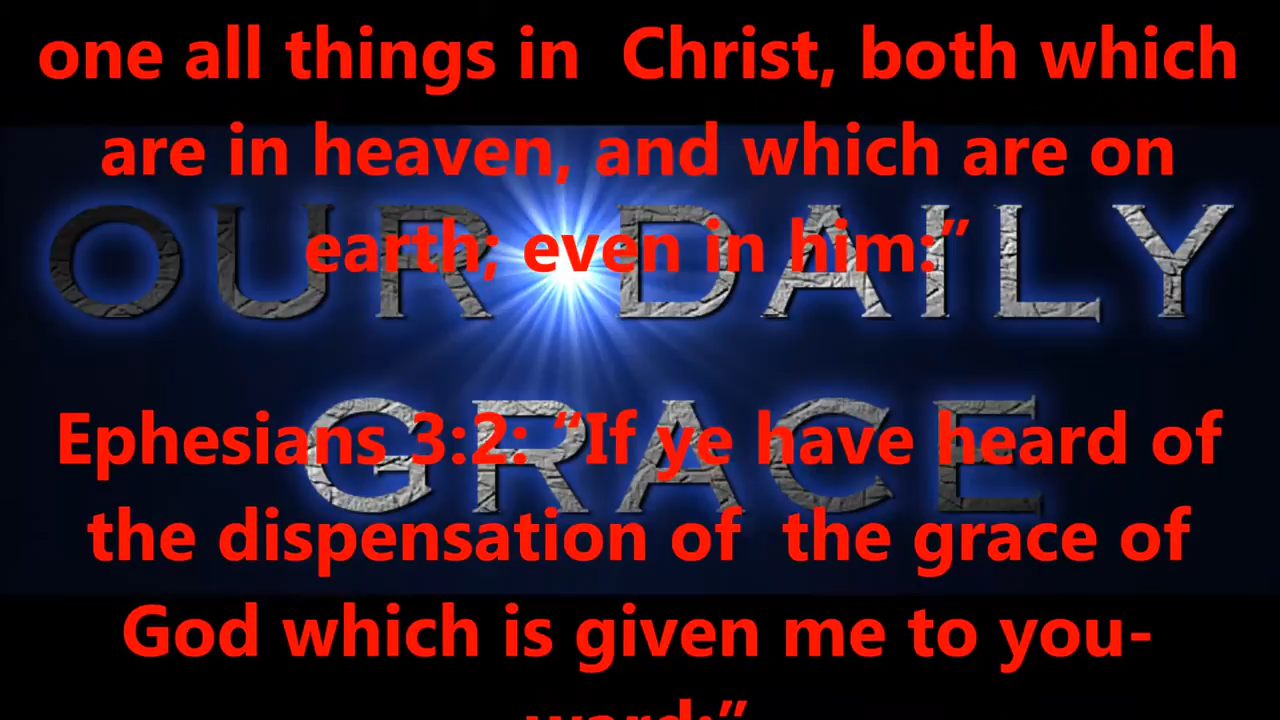 one all things in  Christ, both which
are in heaven, and which are on
OUR DAILY
earth; even in him:”
GRACE
Ephesians 3:2: “If ye have heard of
the dispensation of  the grace of
God which is given me to you-
ward:”